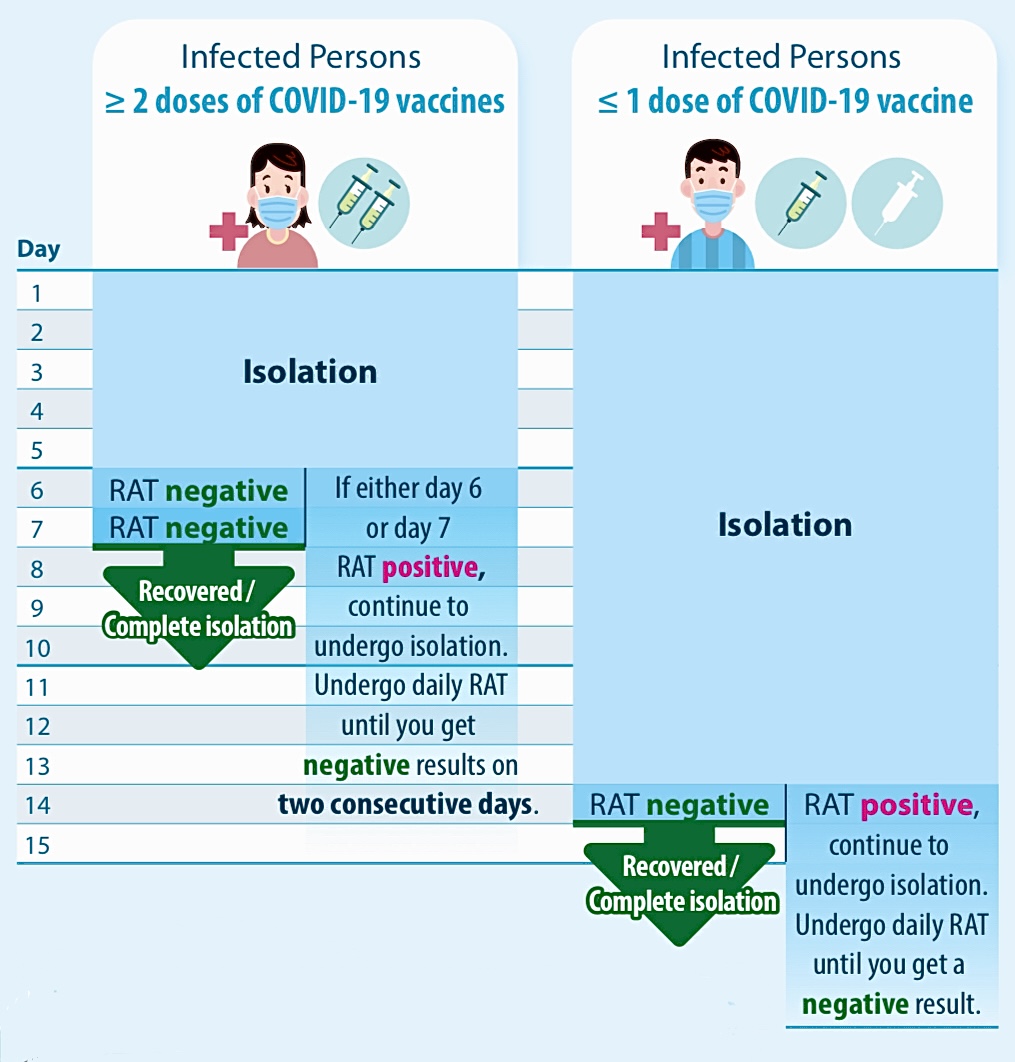 Infected Persons
≥ 2 doses of COVID-19 vaccines
Infected Persons
≤ 1 dose of COVID-19 vaccine
Day
1
2
3
4
5
6
7
8
9
10
11
12
13
14
15
Isolation
RAT negative
RAT negative
Recovered /
Complete isolation
If either day 6
or day 7
RAT positive,
continue to
undergo isolation.
Undergo daily RAT
until you get
negative results on
two consecutive days.
Isolation
RAT negative
Recovered /
Complete isolation
RAT positive,
continue to
undergo isolation.
Undergo daily RAT
until you get a
negative result.